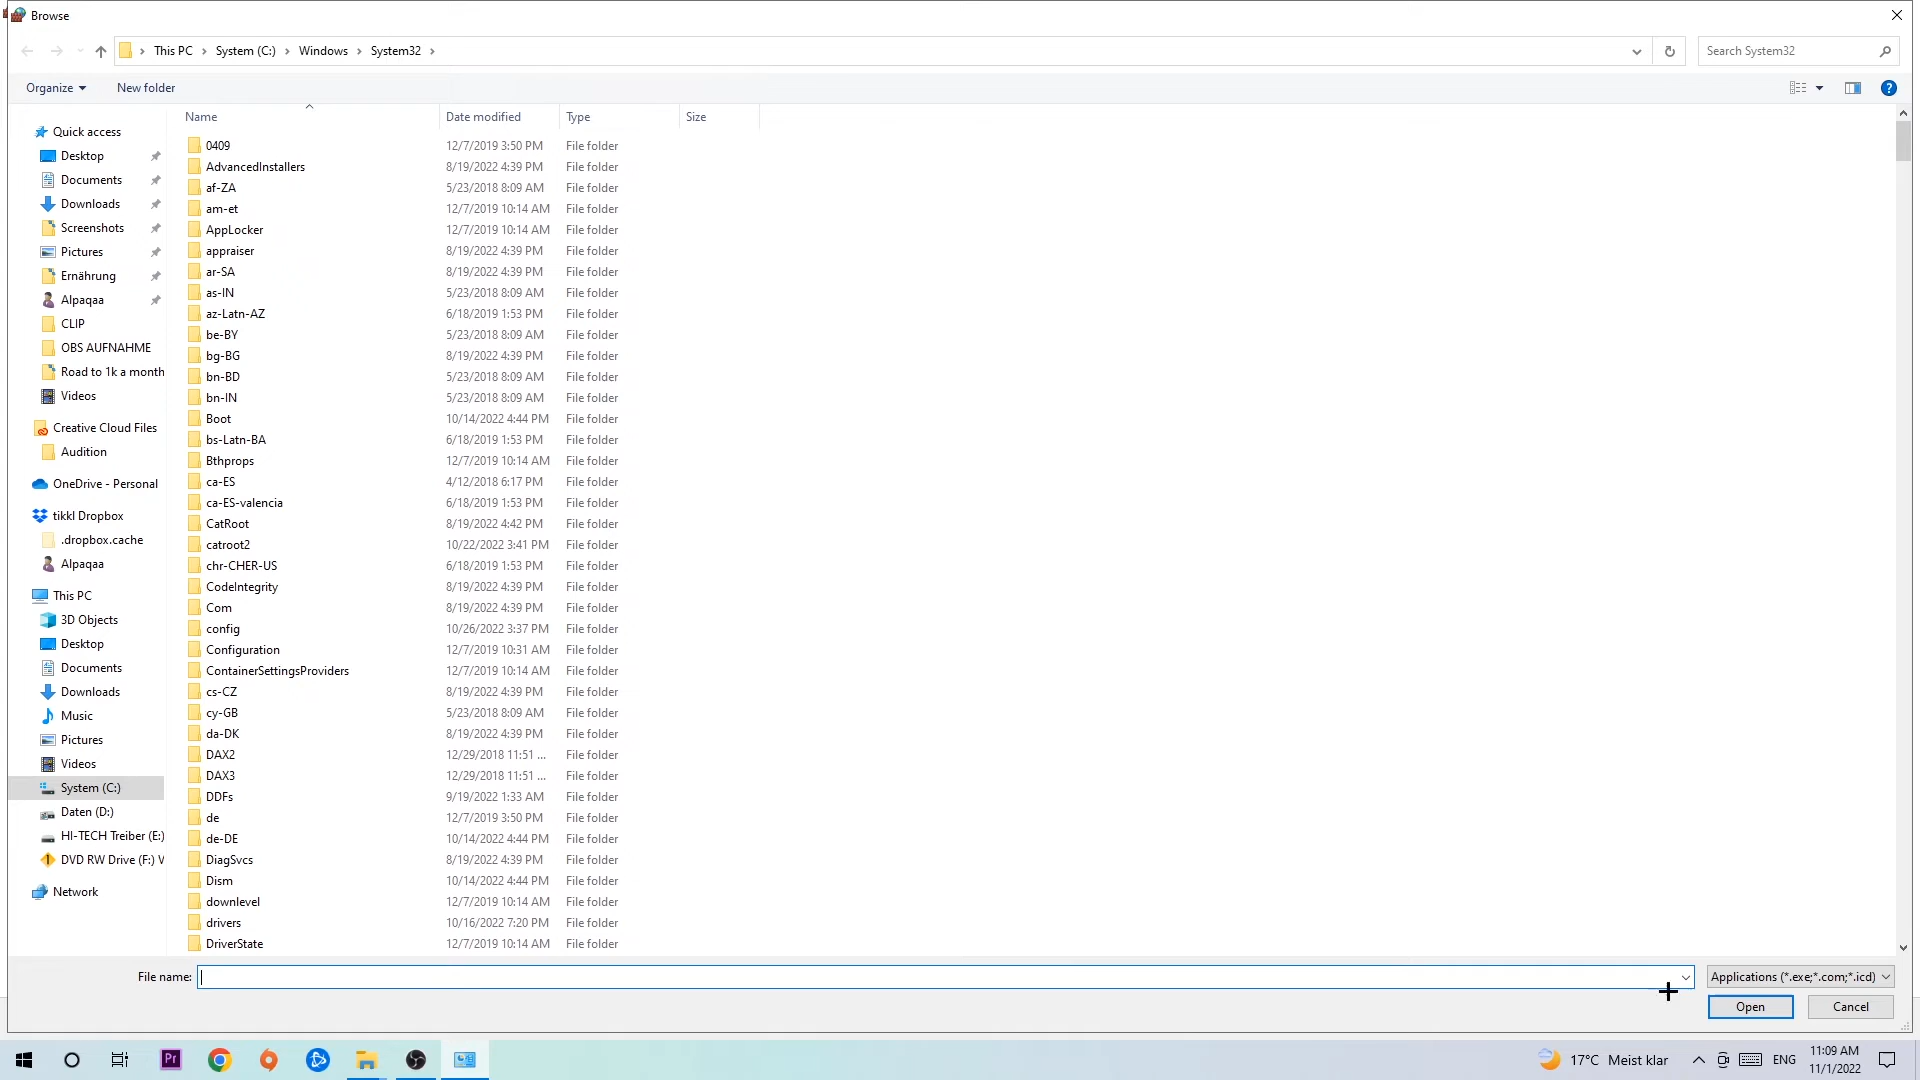 Browse
This PC > System (C:) > Windows > System32 >
Search System32
Organize
New folder
Name Date modified Type Size
Quick access
Desktop
Documents
Downloads
Screenshots
Pictures
Ernährung
Alpaqaa
CLIP
OBS AUFNAHME
Road to 1k a month
Videos
Creative Cloud Files
Audition
OneDrive - Personal
tikkl Dropbox
.dropbox.cache
Alpaqaa
This PC
3D Objects
Desktop
Documents
Downloads
Music
Pictures
Videos
System (C:)
Daten (D:)
HI-TECH Treiber (E:)
DVD RW Drive (F:) V
Network
0409 12/7/2019 3:50 PM File folder
AdvancedInstallers 8/19/2022 4:39 PM File folder
af-ZA 5/23/2018 8:09 AM File folder
am-et 12/7/2019 10:14 AM File folder
AppLocker 12/7/2019 10:14 AM File folder
appraiser 8/19/2022 4:39 PM File folder
ar-SA 8/19/2022 4:39 PM File folder
as-IN 5/23/2018 8:09 AM File folder
az-Latn-AZ 6/18/2019 1:53 PM File folder
be-BY 5/23/2018 8:09 AM File folder
bg-BG 8/19/2022 4:39 PM File folder
bn-BD 5/23/2018 8:09 AM File folder
bn-IN 5/23/2018 8:09 AM File folder
Boot 10/14/2022 4:44 PM File folder
bs-Latn-BA 6/18/2019 1:53 PM File folder
Bthprops 12/7/2019 10:14 AM File folder
ca-ES 4/12/2018 6:17 PM File folder
ca-ES-valencia 6/18/2019 1:53 PM File folder
CatRoot 8/19/2022 4:42 PM File folder
catroot2 10/22/2022 3:41 PM File folder
chr-CHER-US 6/18/2019 1:53 PM File folder
CodeIntegrity 8/19/2022 4:39 PM File folder
Com 8/19/2022 4:39 PM File folder
config 10/26/2022 3:37 PM File folder
Configuration 12/7/2019 10:31 AM File folder
ContainerSettingsProviders 12/7/2019 10:14 AM File folder
cs-CZ 8/19/2022 4:39 PM File folder
cy-GB 5/23/2018 8:09 AM File folder
da-DK 8/19/2022 4:39 PM File folder
DAX2 12/29/2018 11:51 ... File folder
DAX3 12/29/2018 11:51 ... File folder
DDFs 9/19/2022 1:33 AM File folder
de 12/7/2019 3:50 PM File folder
de-DE 10/14/2022 4:44 PM File folder
DiagSvcs 8/19/2022 4:39 PM File folder
Dism 10/14/2022 4:44 PM File folder
downlevel 12/7/2019 10:14 AM File folder
drivers 10/16/2022 7:20 PM File folder
DriverState 12/7/2019 10:14 AM File folder
File name:
Applications (*.exe;*.com;*.icd)
Open
Cancel
Pr
17°C Meist klar
ENG
11:09 AM
11/1/2022